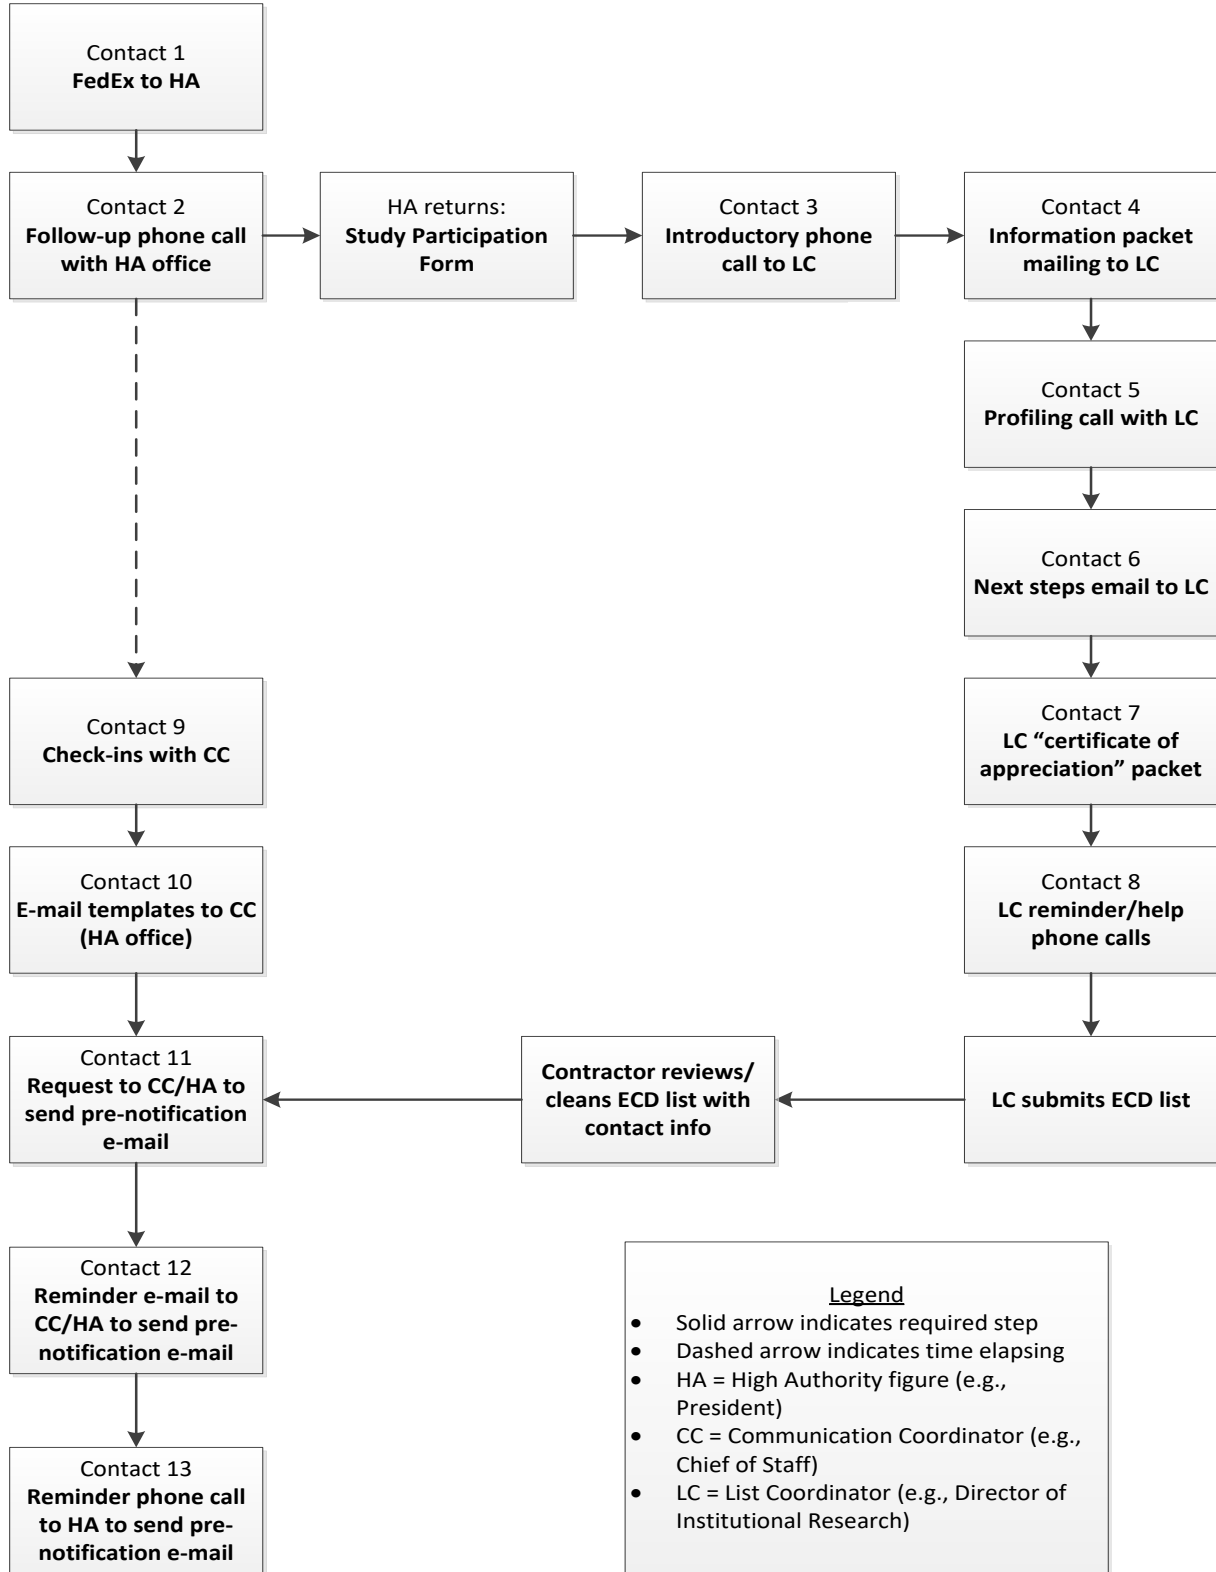 Contact 1
FedEx to HA
Contact 2
Follow-up phone call
with HA office
HA returns:
Study Participation
Form
Contact 3
Introductory phone
call to LC
Contact 4
Information packet
mailing to LC
Contact 5
Profiling call with LC
Contact 6
Next steps email to LC
Contact 7
LC “certificate of
appreciation” packet
Contact 8
LC reminder/help
phone calls
LC submits ECD list
Contractor reviews/
cleans ECD list with
contact info
Contact 9
Check-ins with CC
Contact 10
E-mail templates to CC
(HA office)
Contact 11
Request to CC/HA to
send pre-notification
e-mail
Contact 12
Reminder e-mail to
CC/HA to send pre-
notification e-mail
Contact 13
Reminder phone call
to HA to send pre-
notification e-mail
Legend
• Solid arrow indicates required step
• Dashed arrow indicates time elapsing
• HA = High Authority figure (e.g.,
President)
• CC = Communication Coordinator (e.g.,
Chief of Staff)
• LC = List Coordinator (e.g., Director of
Institutional Research)